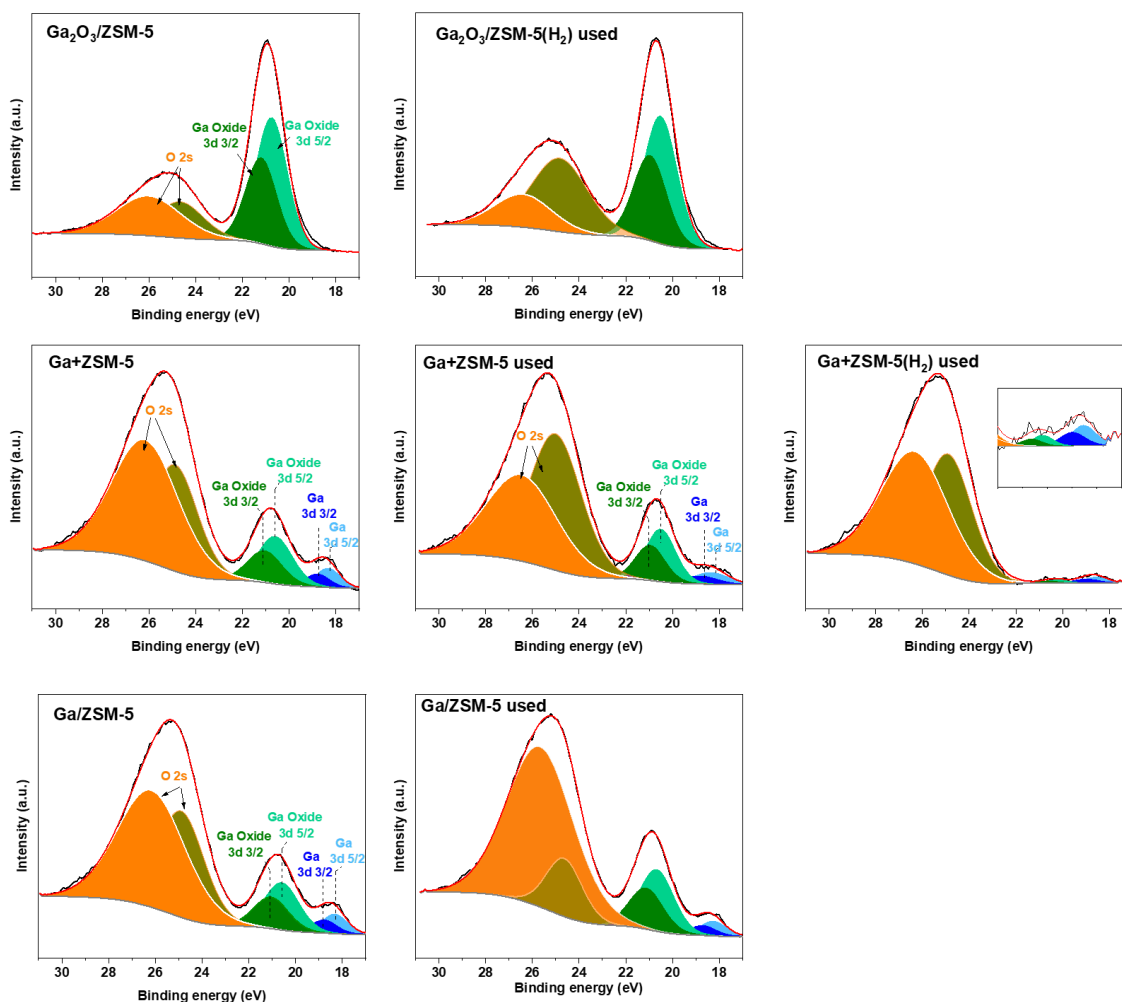 Ga₂O₃/ZSM-5
Intensity (a.u.)
Ga Oxide
3d 3/2
Ga Oxide
3d 5/2
O 2s
30 28 26 24 22 20 18
Binding energy (eV)
Ga₂O₃/ZSM-5(H₂) used
Intensity (a.u.)
30 28 26 24 22 20 18
Binding energy (eV)
Ga+ZSM-5
Intensity (a.u.)
O 2s
Ga Oxide
3d 5/2
Ga Oxide
3d 3/2
Ga
3d 3/2
Ga
3d 5/2
30 28 26 24 22 20 18
Binding energy (eV)
Ga+ZSM-5 used
Intensity (a.u.)
O 2s
Ga Oxide
3d 5/2
Ga Oxide
3d 3/2
Ga
3d 3/2
Ga
3d 5/2
30 28 26 24 22 20 18
Binding energy (eV)
Ga+ZSM-5(H₂) used
Intensity (a.u.)
30 28 26 24 22 20 18
Binding energy (eV)
Ga/ZSM-5
Intensity (a.u.)
O 2s
Ga Oxide
3d 5/2
Ga Oxide
3d 3/2
Ga
3d 5/2
Ga
3d 3/2
30 28 26 24 22 20 18
Binding energy (eV)
Ga/ZSM-5 used
Intensity (a.u.)
30 28 26 24 22 20 18
Binding energy (eV)